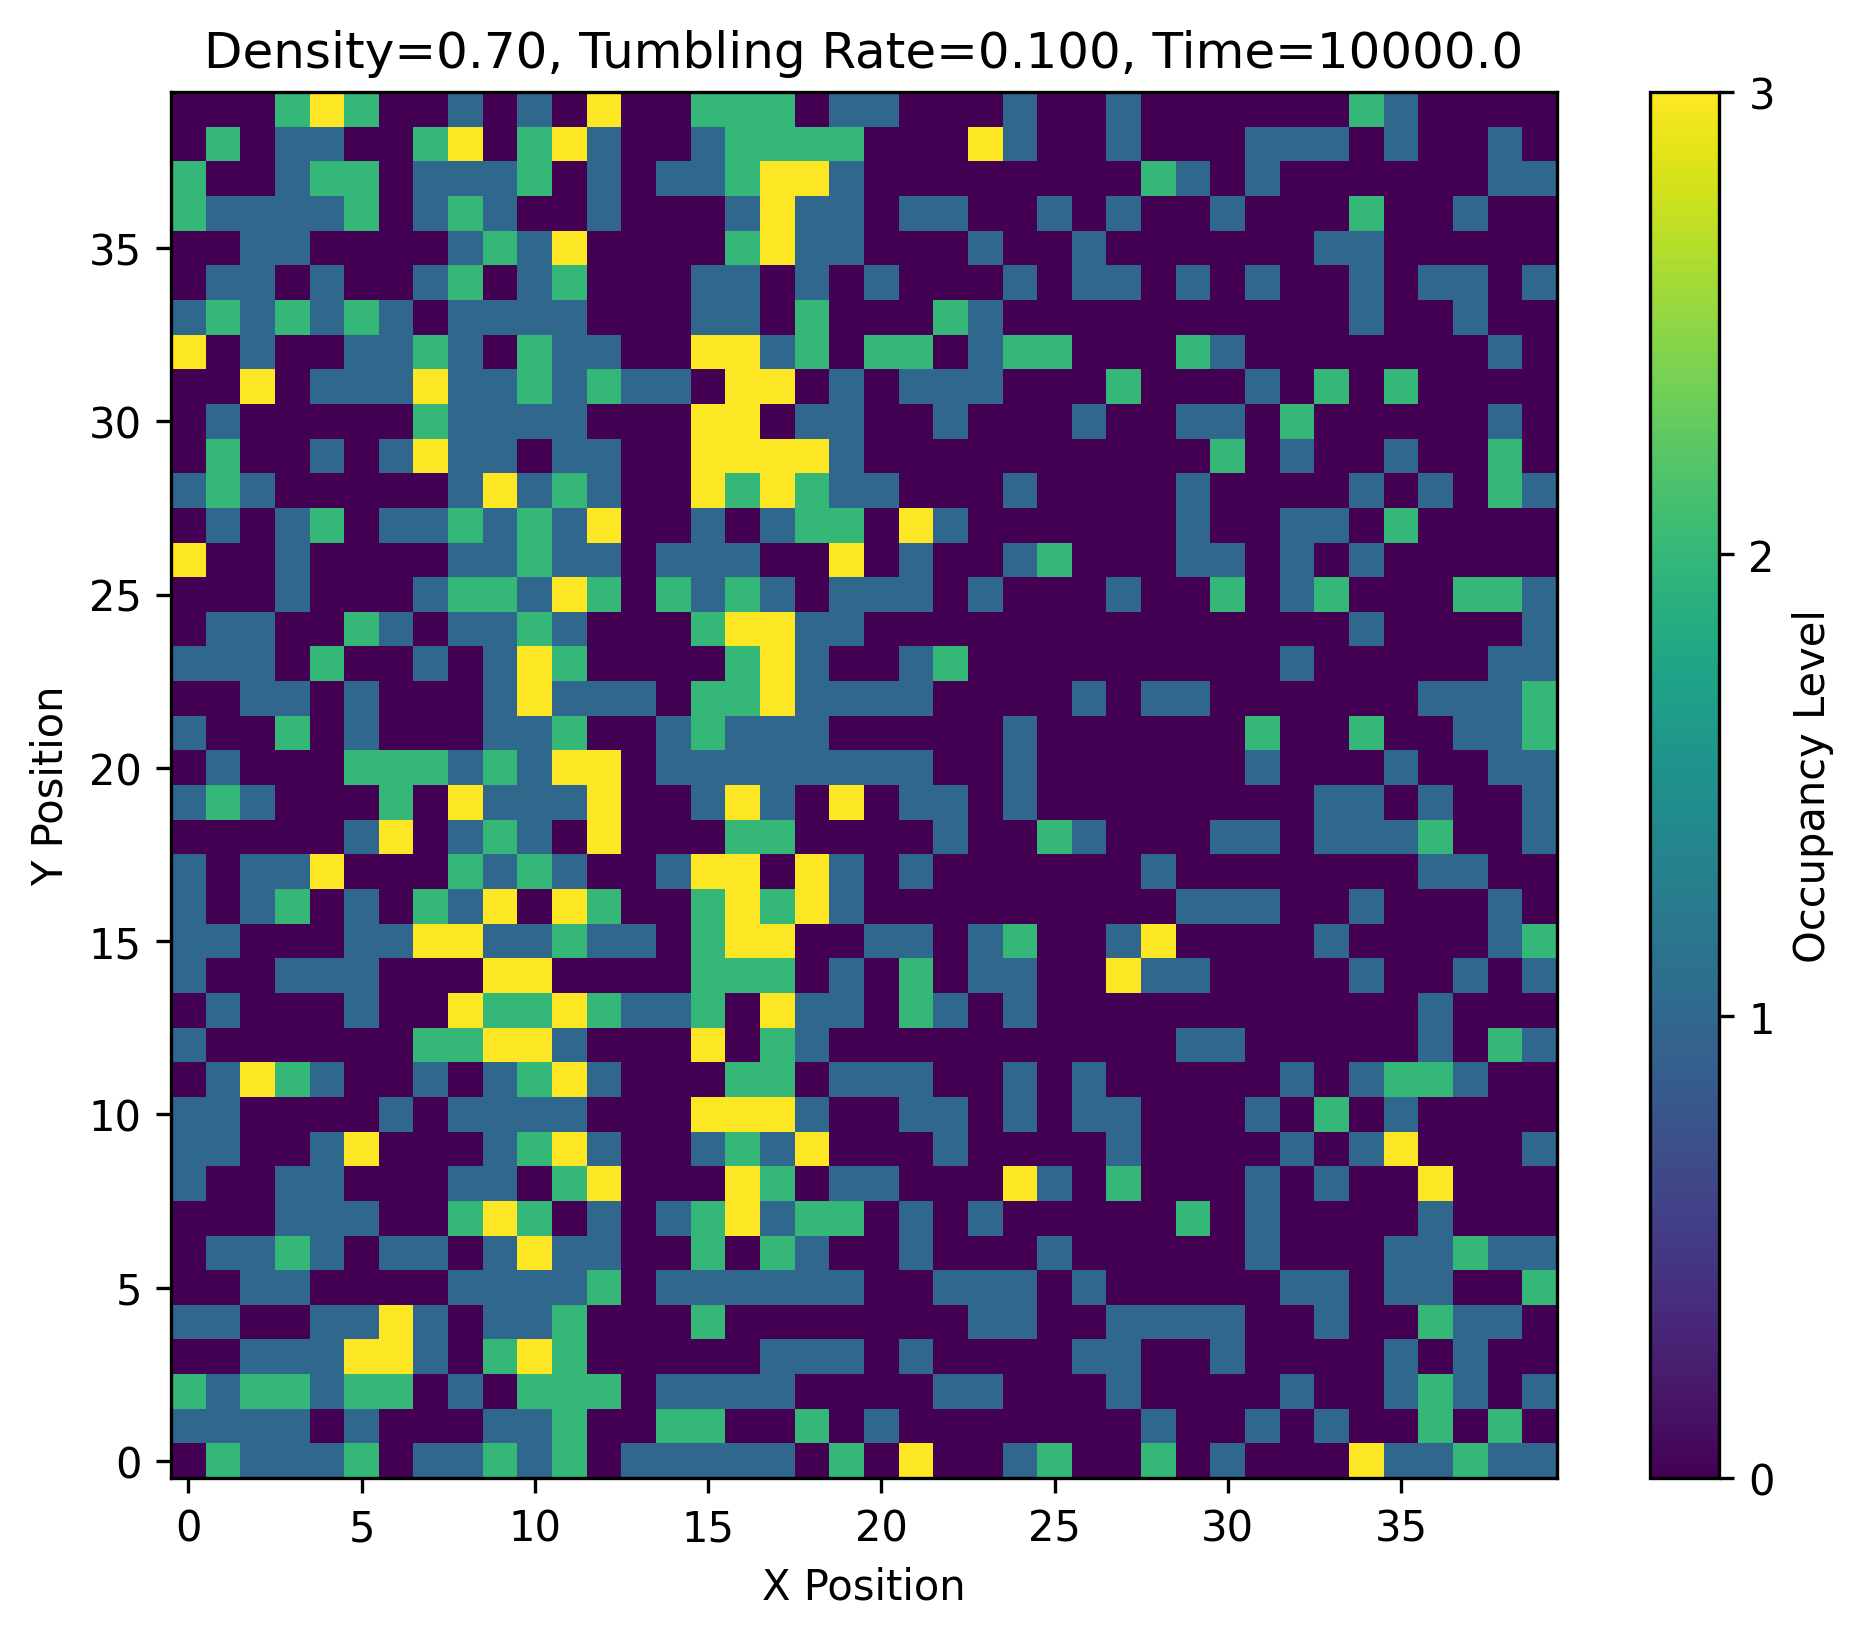 Density=0.70, Tumbling Rate=0.100, Time=10000.0
Y Position
35
30
25
20
15
10
5
0
0 5 10 15 20 25 30 35
X Position
3
2
1
0
Occupancy Level